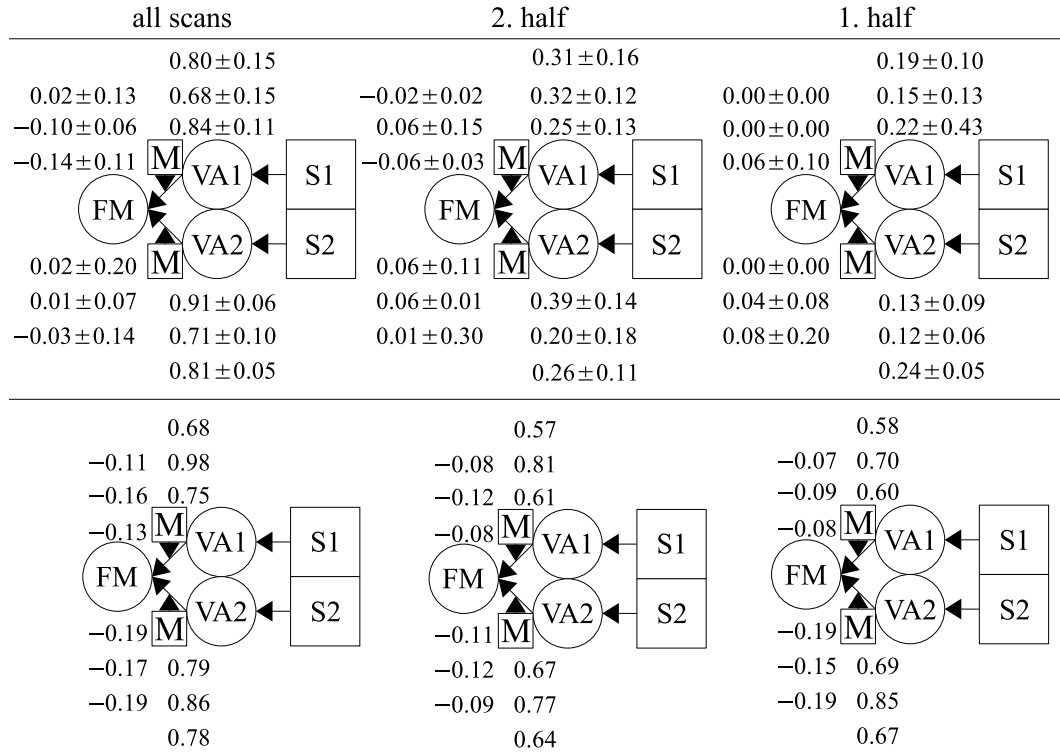 all scans 2. half 1. half
0.80±0.15 0.31±0.16 0.19±0.10
0.02±0.13 0.68±0.15 −0.02±0.02 0.32±0.12 0.00±0.00 0.15±0.13
−0.10±0.06 0.84±0.11 0.06±0.15 0.25±0.13 0.00±0.00 0.22±0.43
−0.14±0.11 M VA1 S1 −0.06±0.03 M VA1 S1 0.06±0.10 M VA1 S1
FM FM FM
M VA2 S2 M VA2 S2 M VA2 S2
0.02±0.20 0.06±0.11 0.00±0.00
0.01±0.07 0.91±0.06 0.06±0.01 0.39±0.14 0.04±0.08 0.13±0.09
−0.03±0.14 0.71±0.10 0.01±0.30 0.20±0.18 0.08±0.20 0.12±0.06
0.81±0.05 0.26±0.11 0.24±0.05
0.68 0.57 0.58
−0.11 0.98 −0.08 0.81 −0.07 0.70
−0.16 0.75 −0.12 0.61 −0.09 0.60
−0.13 M VA1 S1 −0.08 M VA1 S1 −0.08 M VA1 S1
FM FM FM
M VA2 S2 M VA2 S2 M VA2 S2
−0.19 −0.11 −0.19
−0.17 0.79 −0.12 0.67 −0.15 0.69
−0.19 0.86 −0.09 0.77 −0.19 0.85
0.78 0.64 0.67